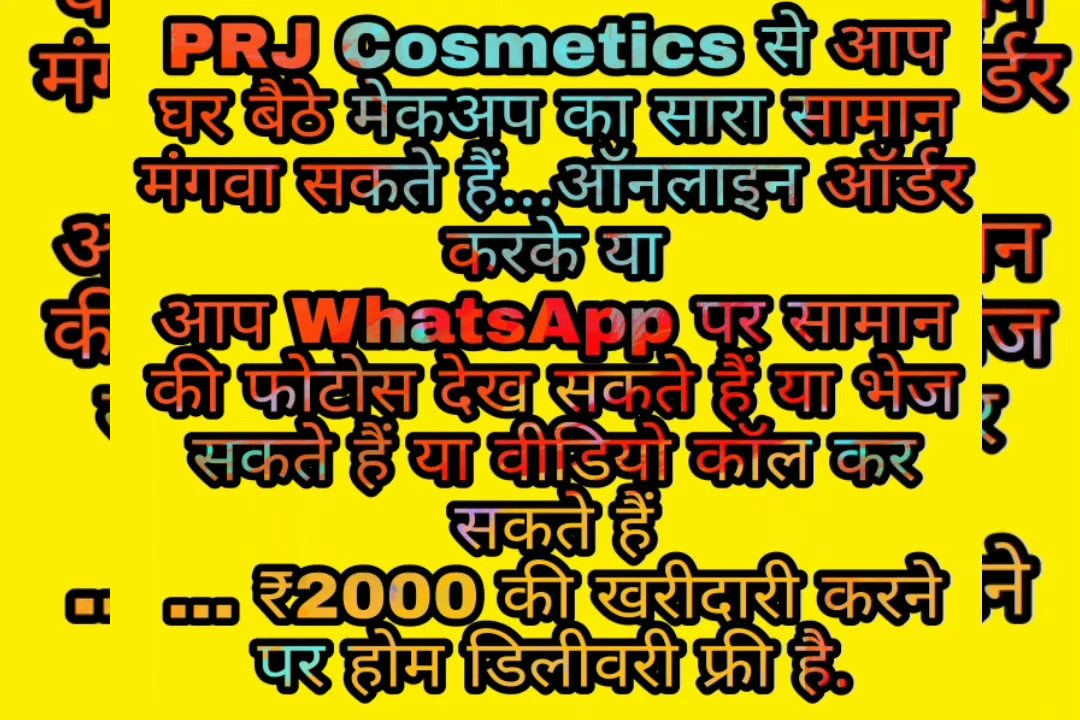 PRJ Cosmetics से आप
घर बैठे मेकअप का सारा सामान
मंगवा सकते हैं...ऑनलाइन ऑर्डर
करके या
आप WhatsApp पर सामान
की फोटोस देख सकते हैं या भेज
सकते हैं या वीडियो कॉल कर
सकते हैं
... ₹2000 की खरीदारी करने
पर होम डिलीवरी फ्री है.